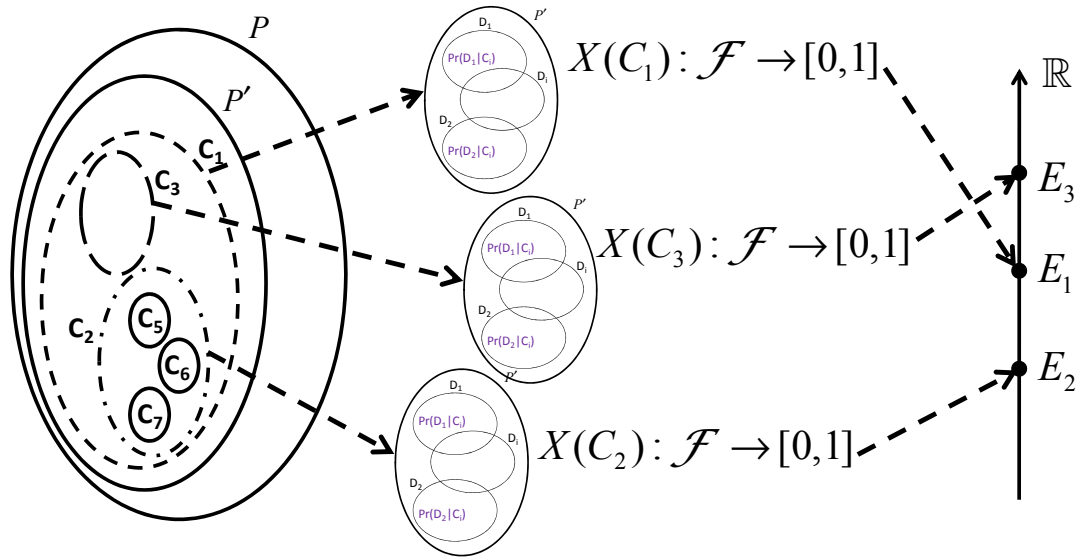 P
P′
C₁
C₃
C₂
C₅
C₆
C₇
P′
D₁
Pr(D₁|Cᵢ)
Dᵢ
D₂
Pr(D₂|Cᵢ)
X(C₁) : ℱ → [0,1]
P′
D₁
Pr(D₁|Cᵢ)
Dᵢ
D₂
Pr(D₂|Cᵢ)
X(C₃) : ℱ → [0,1]
P′
D₁
Pr(D₁|Cᵢ)
Dᵢ
D₂
Pr(D₂|Cᵢ)
X(C₂) : ℱ → [0,1]
ℝ
E₃
E₁
E₂